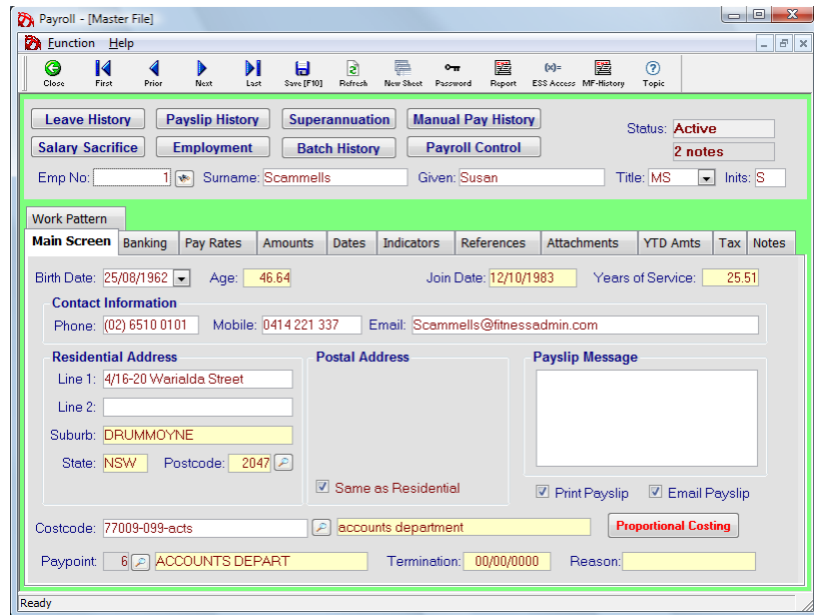 Payroll - [Master File]
Function Help
Close First Prior Next Last Save [F10] Refresh New Sheet Password Report ESS Access MF-History Topic
Leave History Payslip History Superannuation Manual Pay History Status: Active
Salary Sacrifice Employment Batch History Payroll Control 2 notes
Emp No: 1 Surname: Scammells Given: Susan Title: MS Inits: S
Work Pattern
Main Screen Banking Pay Rates Amounts Dates Indicators References Attachments YTD Amts Tax Notes
Birth Date: 25/08/1962 Age: 46.64 Join Date: 12/10/1983 Years of Service: 25.51
Contact Information
Phone: (02) 6510 0101 Mobile: 0414 221 337 Email: Scammells@fitnessadmin.com
Residential Address Postal Address Payslip Message
Line 1: 4/16-20 Warialda Street
Line 2:
Suburb: DRUMMOYNE
State: NSW Postcode: 2047
Same as Residential Print Payslip Email Payslip
Costcode: 77009-099-acts accounts department Proportional Costing
Paypoint: 6 ACCOUNTS DEPART Termination: 00/00/0000 Reason:
Ready